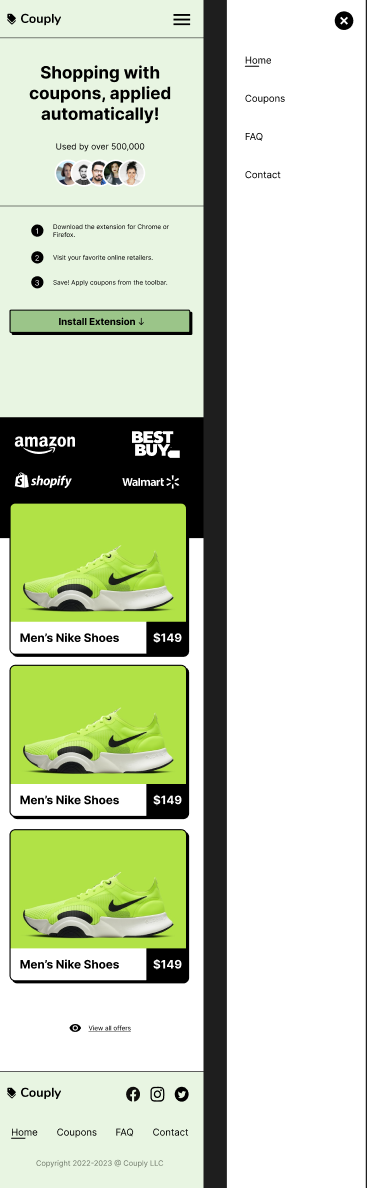 Couply
Shopping with
coupons, applied
automatically!
Used by over 500,000
1 Download the extension for Chrome or
Firefox.
2 Visit your favorite online retailers.
3 Save! Apply coupons from the toolbar.
Install Extension ↓
amazon
BEST
BUY
shopify
Walmart
Men's Nike Shoes $149
Men's Nike Shoes $149
Men's Nike Shoes $149
View all offers
Couply
Home Coupons FAQ Contact
Copyright 2022-2023 @ Couply LLC
Home
Coupons
FAQ
Contact